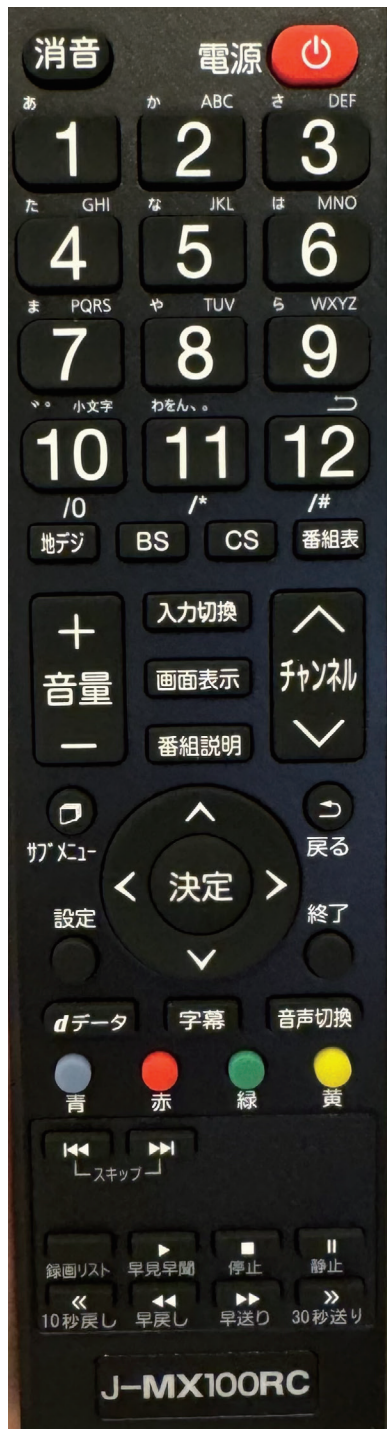 消音 電源
あ か ABC さ DEF
1 2 3
た GHI な JKL は MNO
4 5 6
ま PQRS や TUV ら WXYZ
7 8 9
゛゜ 小文字 わをん、。
10 11 12
/0 /* /#
地デジ BS CS 番組表
+ 入力切換
音量 画面表示 チャンネル
− 番組説明
サブメニュー 戻る
決定
設定 終了
dデータ 字幕 音声切換
青 赤 緑 黄
スキップ
録画リスト 早見早聞 停止 静止
10秒戻し 早戻し 早送り 30秒送り
J-MX100RC